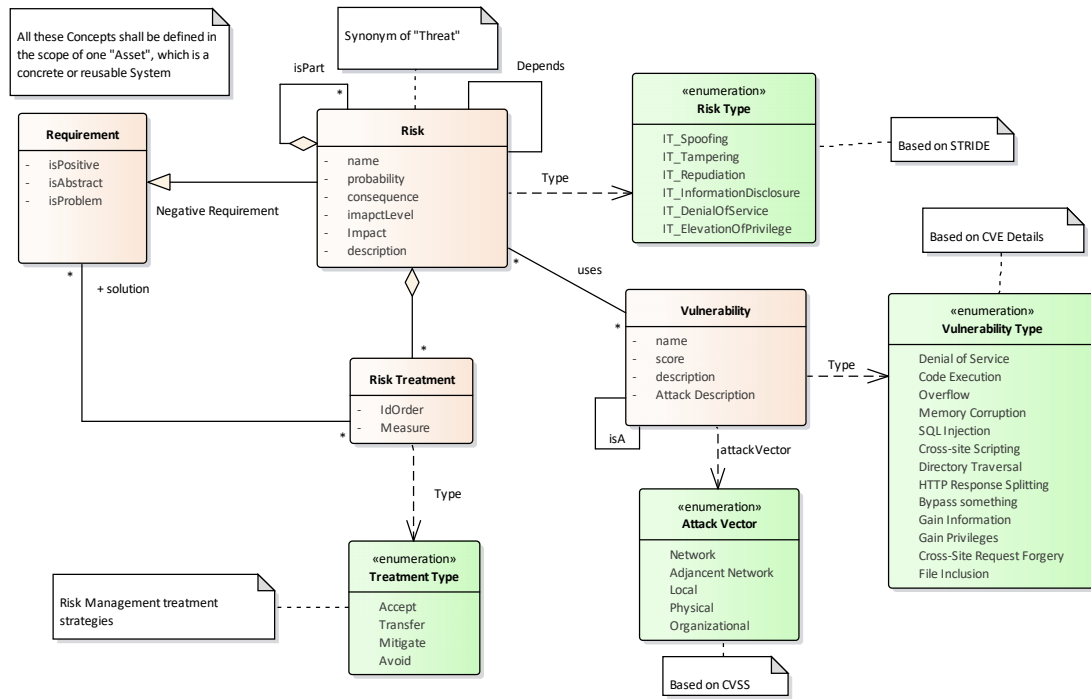 All these Concepts shall be defined in
the scope of one "Asset", which is a
concrete or reusable System
Synonym of "Threat"
isPart
*
Depends
Requirement
- isPositive
- isAbstract
- isProblem
Negative Requirement
*
+ solution
Risk
- name
- probability
- consequence
- imapctLevel
- Impact
- description
Type
«enumeration»
Risk Type
IT_Spoofing
IT_Tampering
IT_Repudiation
IT_InformationDisclosure
IT_DenialOfService
IT_ElevationOfPrivilege
Based on STRIDE
Based on CVE Details
*
uses
*
Vulnerability
- name
- score
- description
- Attack Description
isA
Type
attackVector
«enumeration»
Vulnerability Type
Denial of Service
Code Execution
Overflow
Memory Corruption
SQL Injection
Cross-site Scripting
Directory Traversal
HTTP Response Splitting
Bypass something
Gain Information
Gain Privileges
Cross-Site Request Forgery
File Inclusion
*
Risk Treatment
- IdOrder
- Measure
*
Type
«enumeration»
Treatment Type
Accept
Transfer
Mitigate
Avoid
Risk Management treatment
strategies
«enumeration»
Attack Vector
Network
Adjancent Network
Local
Physical
Organizational
Based on CVSS